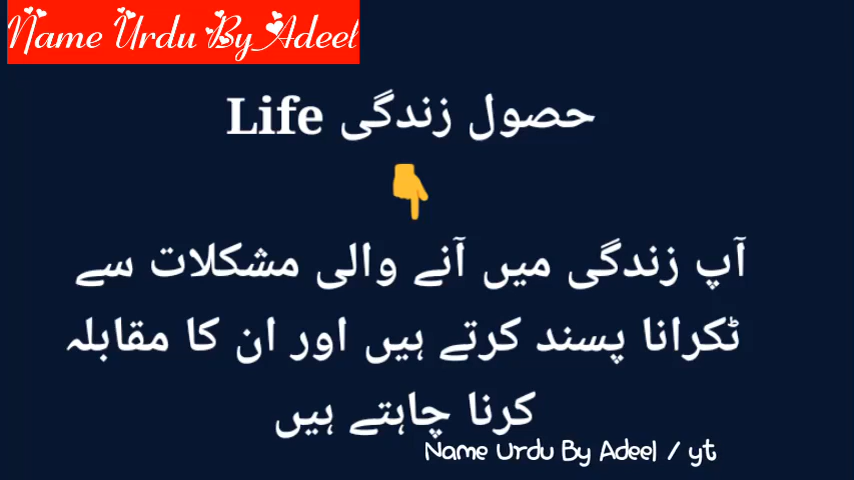 Name Urdu By Adeel
حصول زندگی Life
👇
آپ زندگی میں آنے والی مشکلات سے
ٹکرانا پسند کرتے ہیں اور ان کا مقابلہ
کرنا چاہتے ہیں
Name Urdu By Adeel / yt